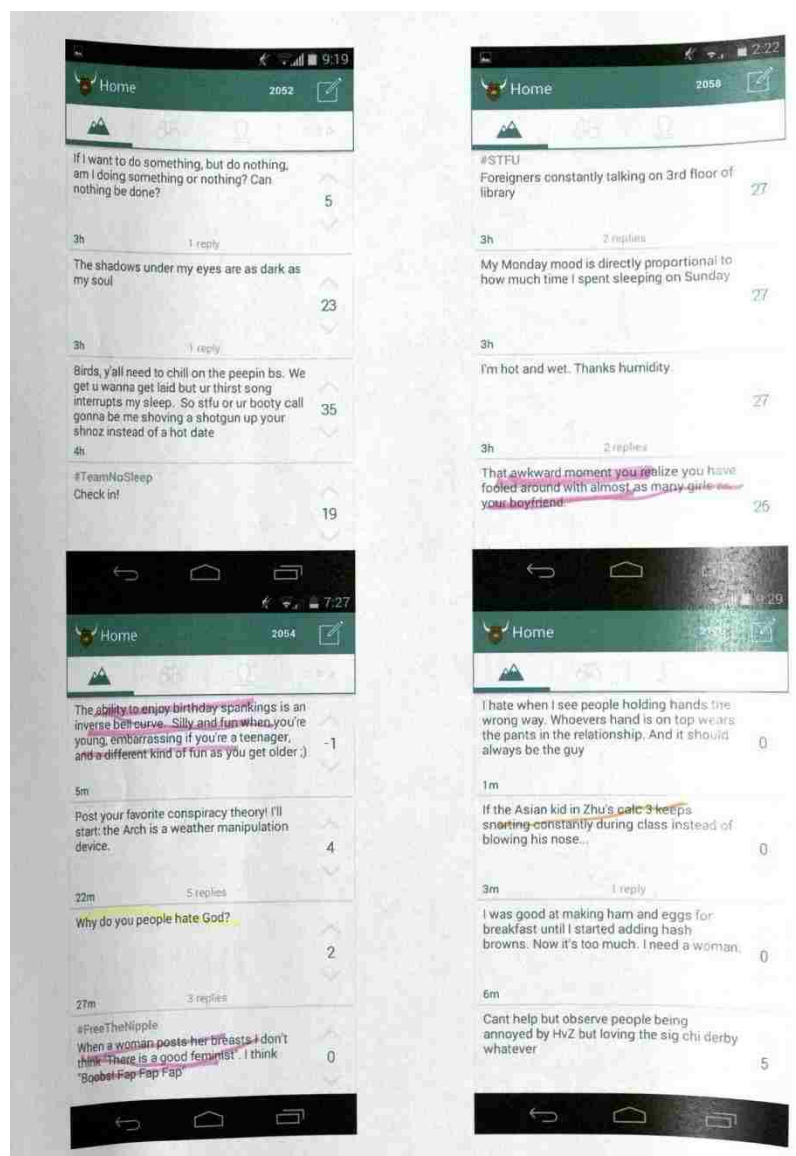 9:19
Home 2052
If I want to do something, but do nothing,
am I doing something or nothing? Can
nothing be done?
5
3h 1 reply
The shadows under my eyes are as dark as
my soul
23
3h 1 reply
Birds, y'all need to chill on the peepin bs. We
get u wanna get laid but ur thirst song
interrupts my sleep. So stfu or ur booty call
gonna be me shoving a shotgun up your
shnoz instead of a hot date
35
4h
#TeamNoSleep
Check in!
19
2:22
Home 2058
#STFU
Foreigners constantly talking on 3rd floor of
library
27
3h 2 replies
My Monday mood is directly proportional to
how much time I spent sleeping on Sunday
27
3h
I'm hot and wet. Thanks humidity.
27
3h 2 replies
That awkward moment you realize you have
fooled around with almost as many girls as
your boyfriend.
26
7:27
Home 2054
The ability to enjoy birthday spankings is an
inverse bell curve. Silly and fun when you're
young, embarrassing if you're a teenager,
and a different kind of fun as you get older ;)
-1
5m
Post your favorite conspiracy theory! I'll
start: the Arch is a weather manipulation
device.
4
22m 5 replies
Why do you people hate God?
2
27m 3 replies
#FreeTheNipple
When a woman posts her breasts I don't
think "There is a good feminist". I think
"Boobs! Fap Fap Fap"
0
9:29
Home
I hate when I see people holding hands the
wrong way. Whoevers hand is on top wears
the pants in the relationship. And it should
always be the guy
0
1m
If the Asian kid in Zhu's calc 3 keeps
snorting constantly during class instead of
blowing his nose...
0
3m 1 reply
I was good at making ham and eggs for
breakfast until I started adding hash
browns. Now it's too much. I need a woman.
0
6m
Cant help but observe people being
annoyed by HvZ but loving the sig chi derby
whatever
5